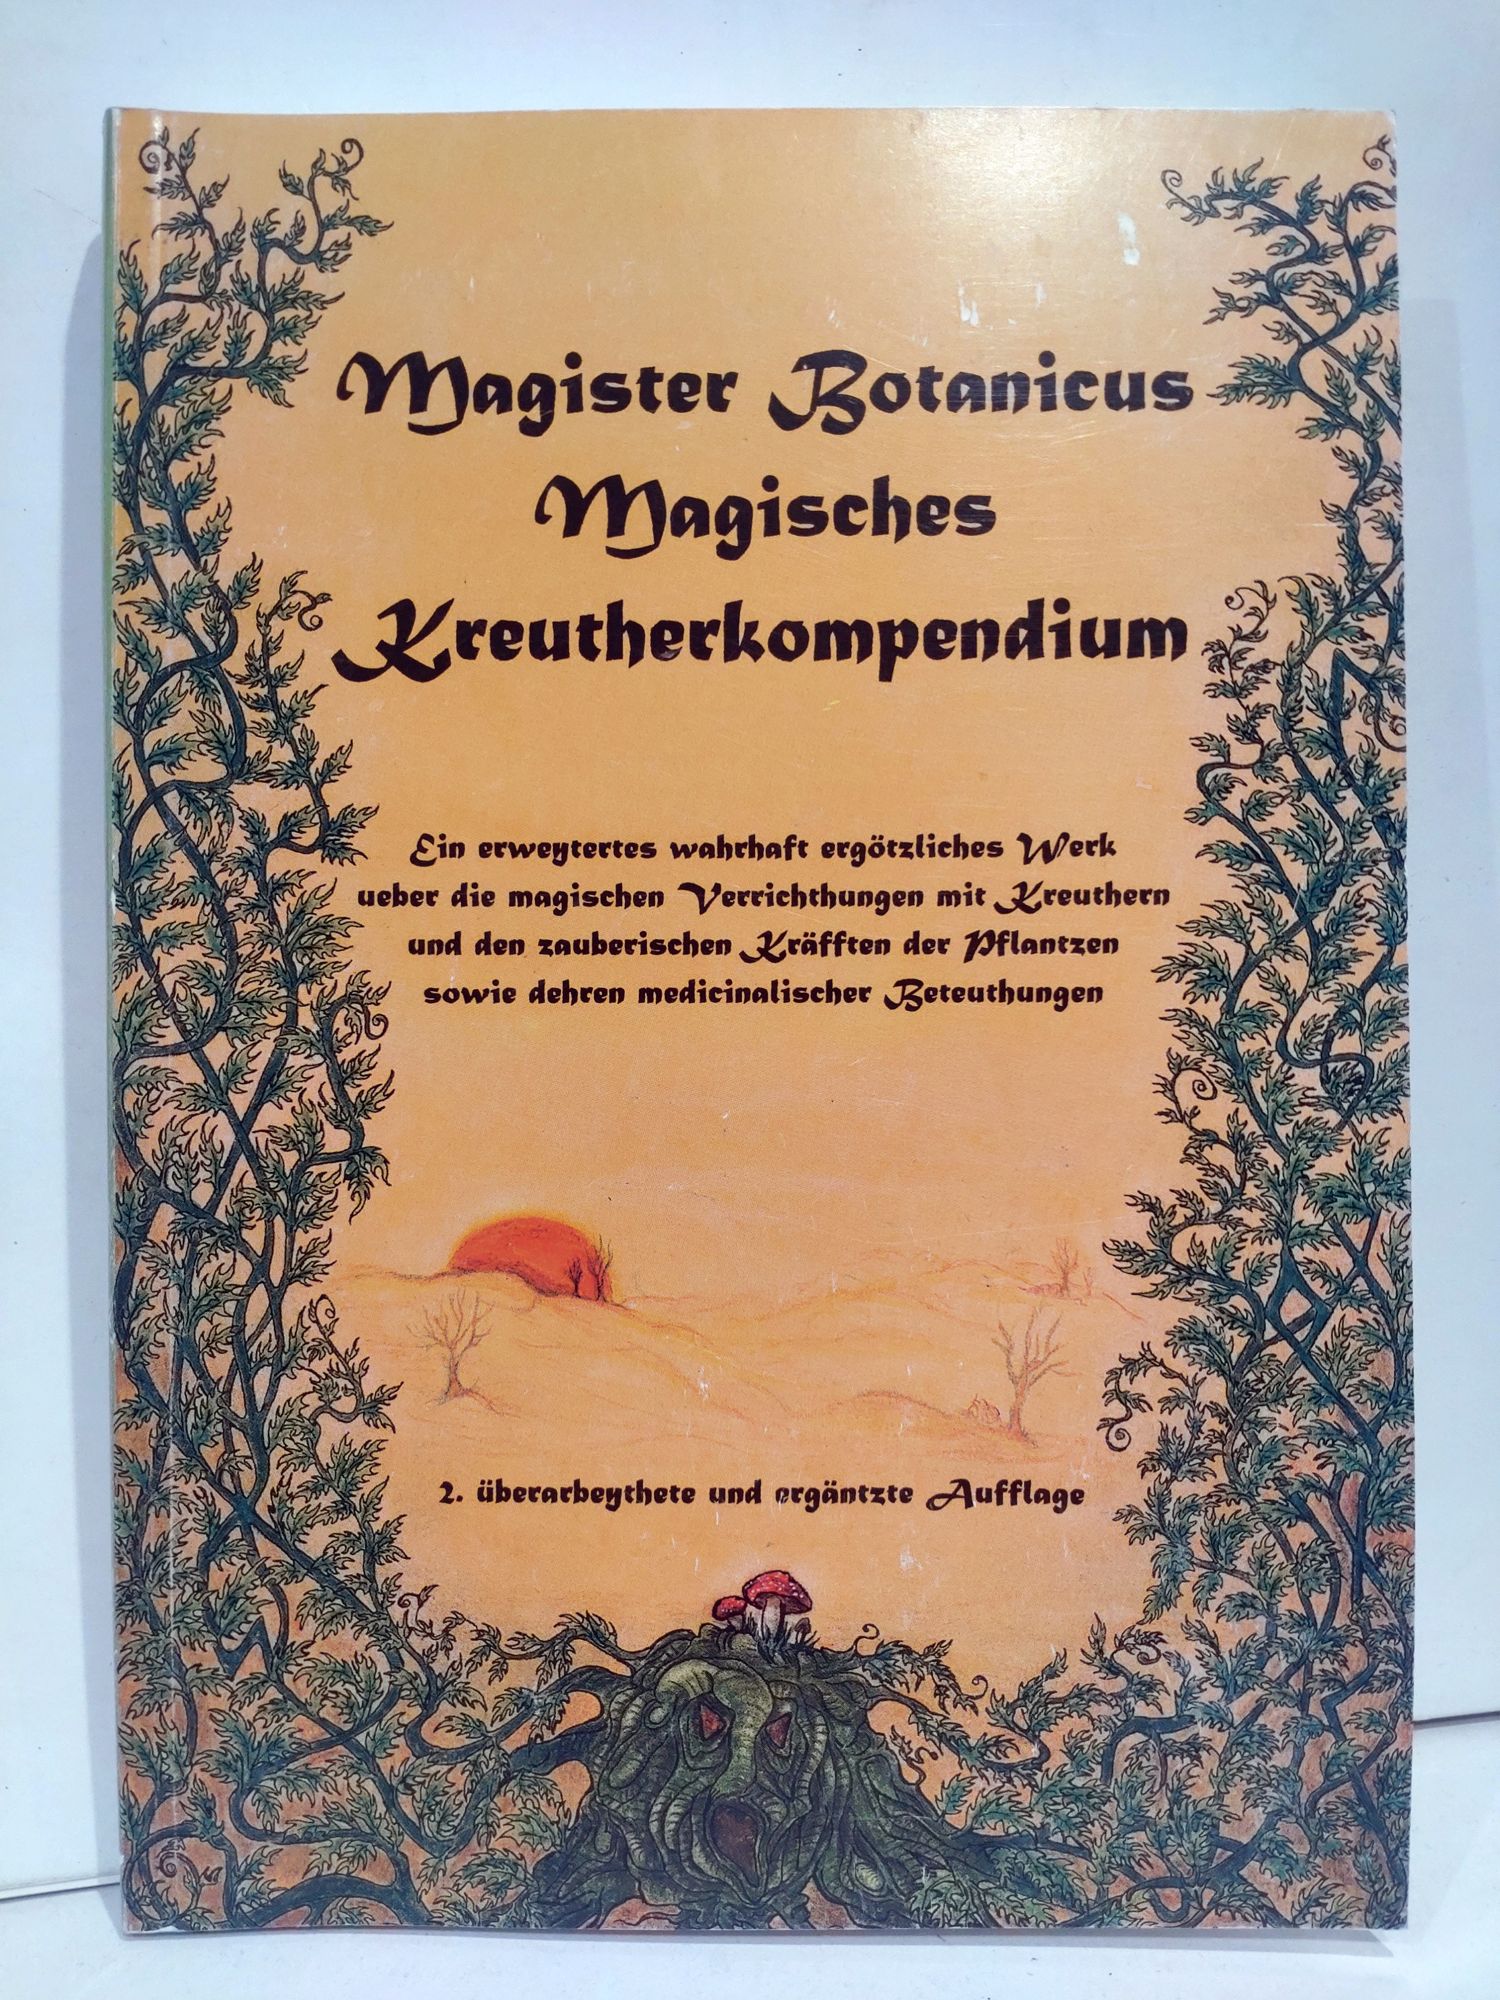 Magister Botanicus
Magisches
Kreutherkompendium
Ein erweytertes wahrhaft ergötzliches Werk
ueber die magischen Verrichthungen mit Kreuthern
und den zauberischen Kräfften der Pflantzen
sowie dehren medicinalischer Beteuthungen
2. überarbeythete und ergäntzte Aufflage